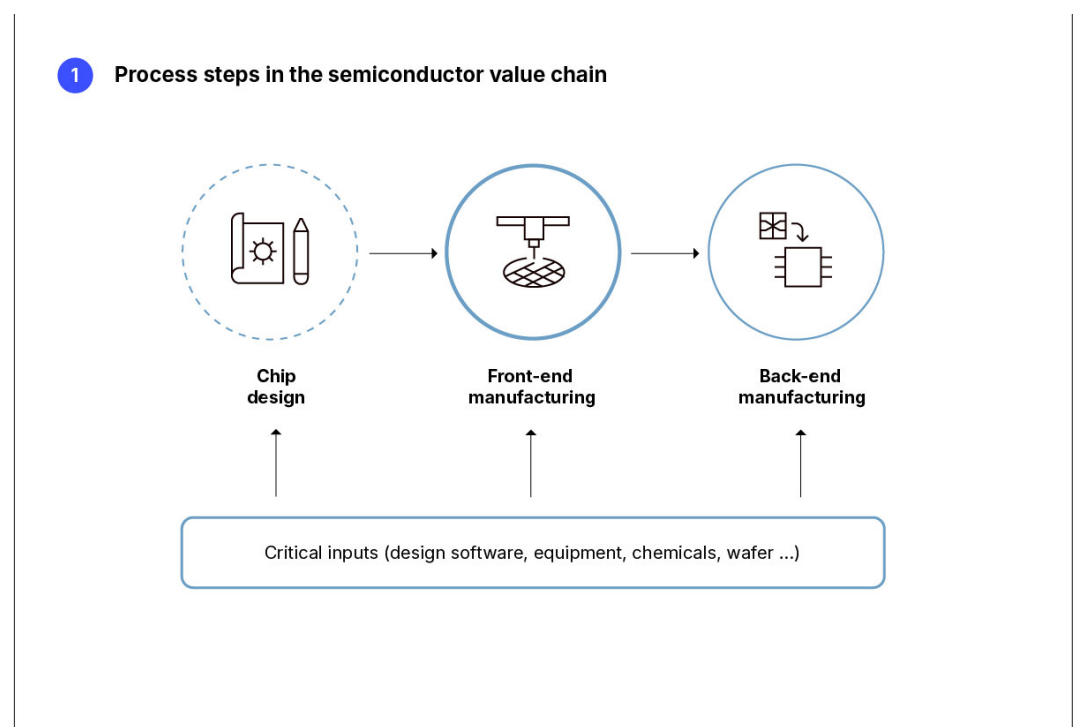 1
Process steps in the semiconductor value chain
Chip
design
Front-end
manufacturing
Back-end
manufacturing
Critical inputs (design software, equipment, chemicals, wafer ...)